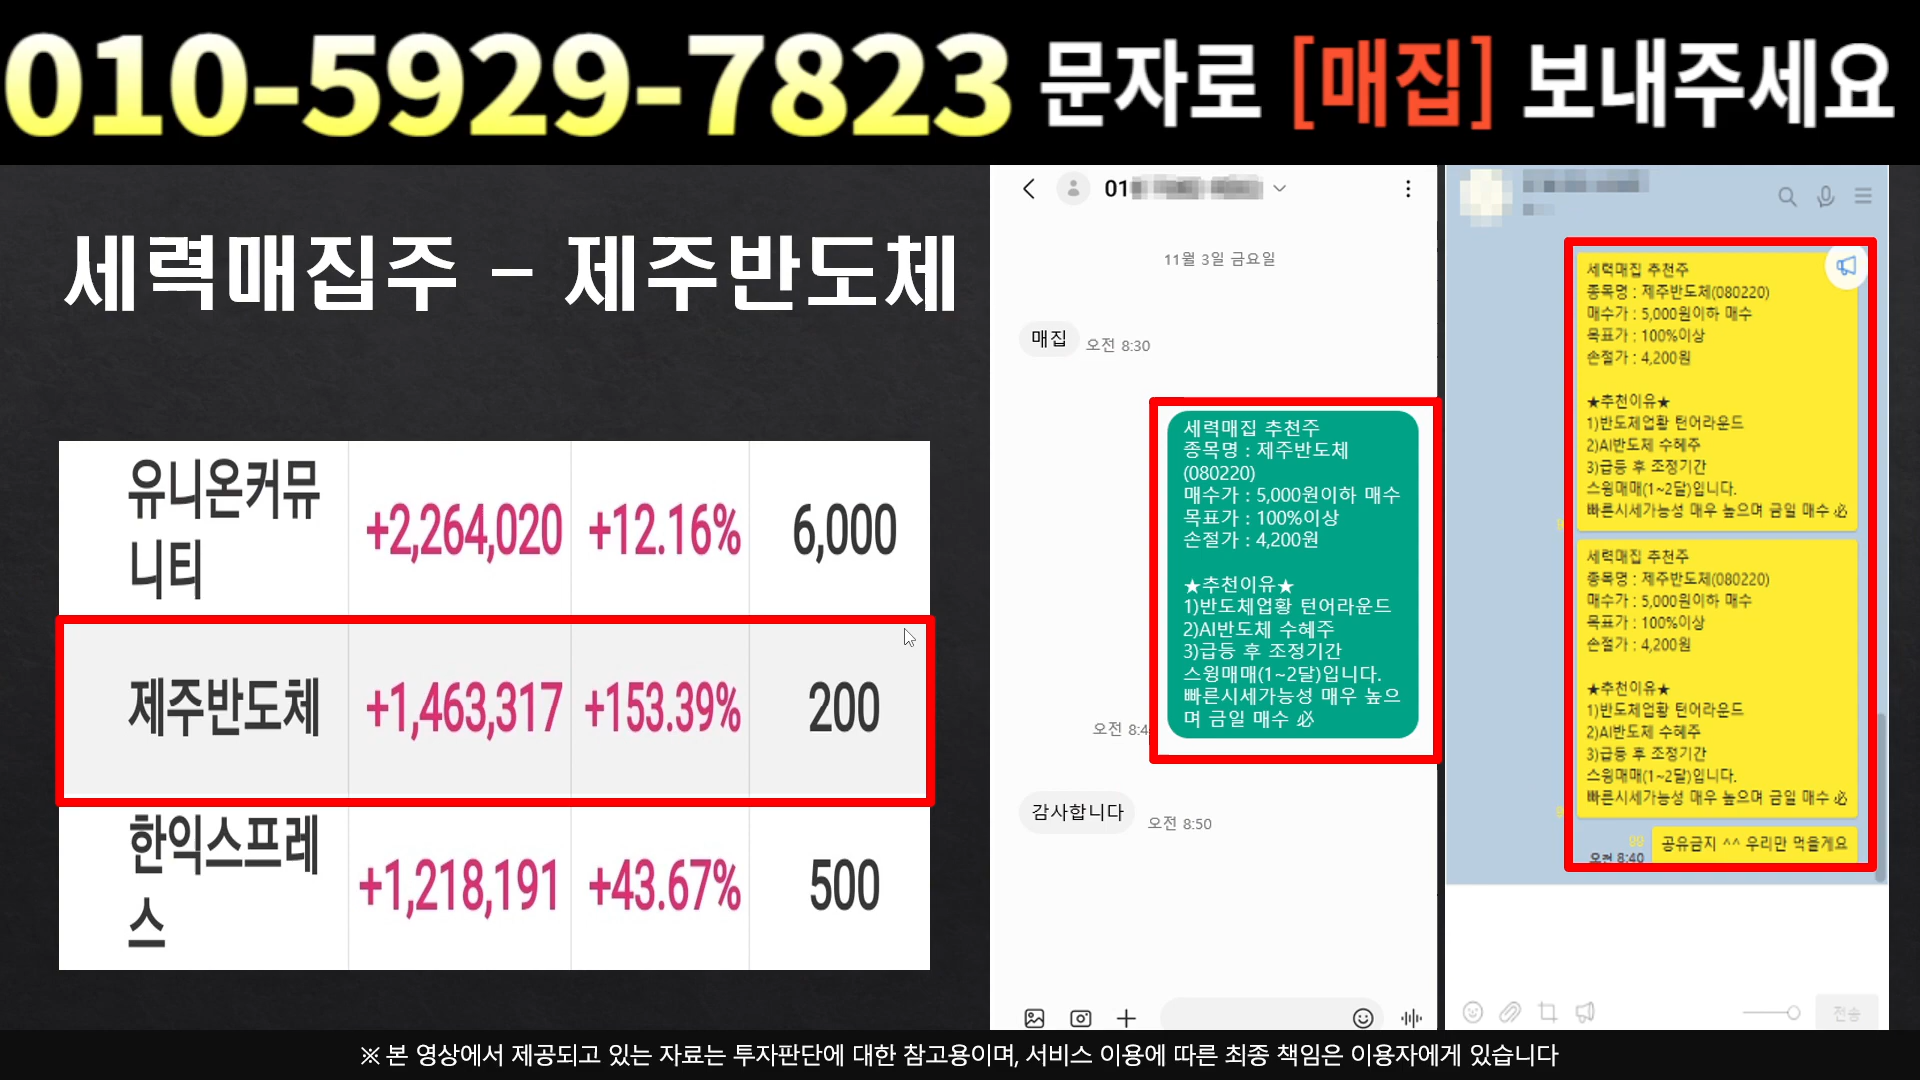 010-5929-7823 문자로 [매집] 보내주세요
세력매집주 - 제주반도체
유니온커뮤
니티
+2,264,020
+12.16%
6,000
제주반도체
+1,463,317
+153.39%
200
한익스프레
스
+1,218,191
+43.67%
500
01
11월 3일 금요일
매집
오전 8:30
세력매집 추천주
종목명 : 제주반도체
(080220)
매수가 : 5,000원이하 매수
목표가 : 100%이상
손절가 : 4,200원
★추천이유★
1)반도체업황 턴어라운드
2)AI반도체 수혜주
3)급등 후 조정기간
스윙매매(1~2달)입니다.
빠른시세가능성 매우 높으
며 금일 매수 必
오전 8:4
감사합니다
오전 8:50
세력매집 추천주
종목명 : 제주반도체(080220)
매수가 : 5,000원이하 매수
목표가 : 100%이상
손절가 : 4,200원
★추천이유★
1)반도체업황 턴어라운드
2)AI반도체 수혜주
3)급등 후 조정기간
스윙매매(1~2달)입니다.
빠른시세가능성 매우 높으며 금일 매수 必
세력매집 추천주
종목명 : 제주반도체(080220)
매수가 : 5,000원이하 매수
목표가 : 100%이상
손절가 : 4,200원
★추천이유★
1)반도체업황 턴어라운드
2)AI반도체 수혜주
3)급등 후 조정기간
스윙매매(1~2달)입니다.
빠른시세가능성 매우 높으며 금일 매수 必
오전 8:40
공유금지 ^^ 우리만 먹을게요
전송
※ 본 영상에서 제공되고 있는 자료는 투자판단에 대한 참고용이며, 서비스 이용에 따른 최종 책임은 이용자에게 있습니다